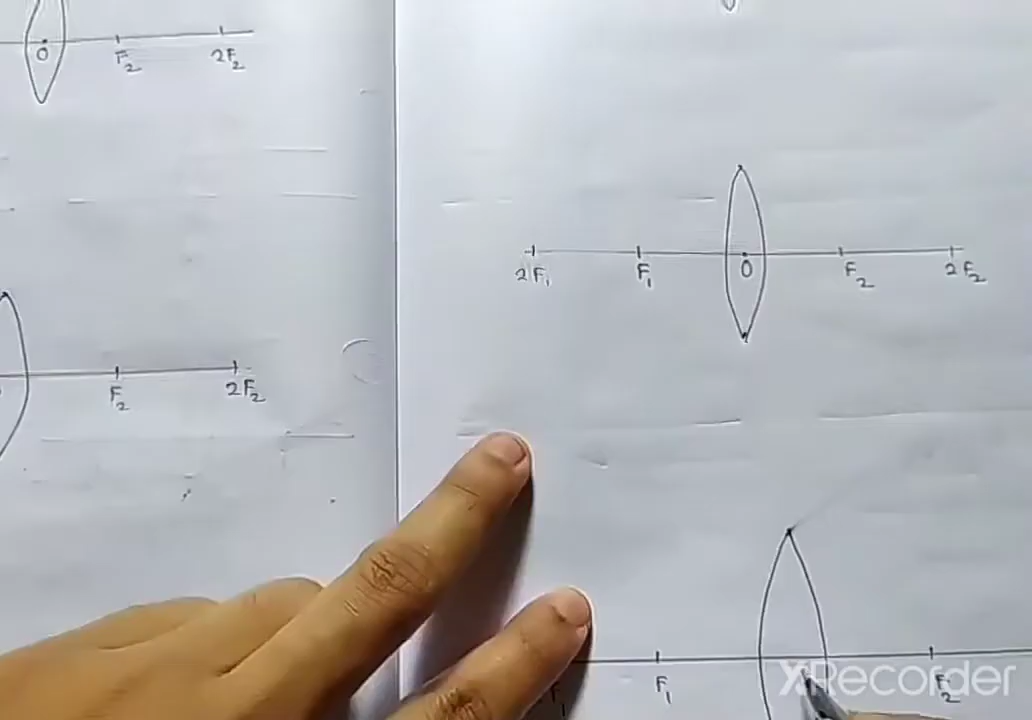 O F₂ 2F₂
2F₁ F₁ O F₂ 2F₂
F₂ 2F₂
F₁ F₂
XRecorder